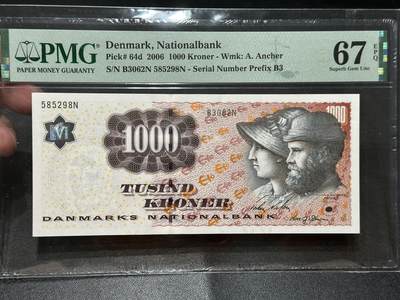 PMG
PAPER MONEY GUARANTY
Denmark, Nationalbank
Pick# 64d 2006 1000 Kroner - Wmk: A. Ancher
S/N B3062N 585298N - Serial Number Prefix B3
67
EPQ
Superb Gem Unc
585298N
B3062N
1000
1000
TUSIND
KRONER
DANMARKS NATIONALBANK